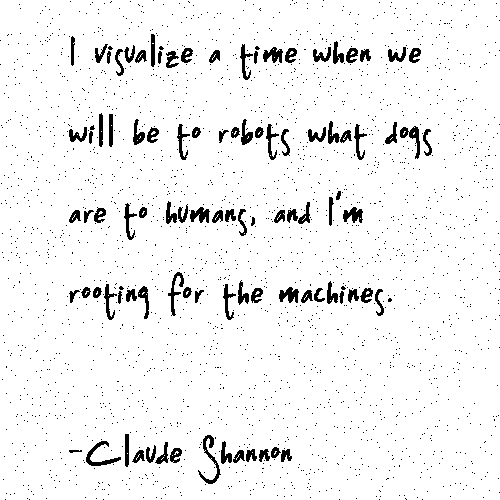 I visualize a time when we
will be to robots what dogs
are to humans, and I'm
rooting for the machines.
-Claude Shannon